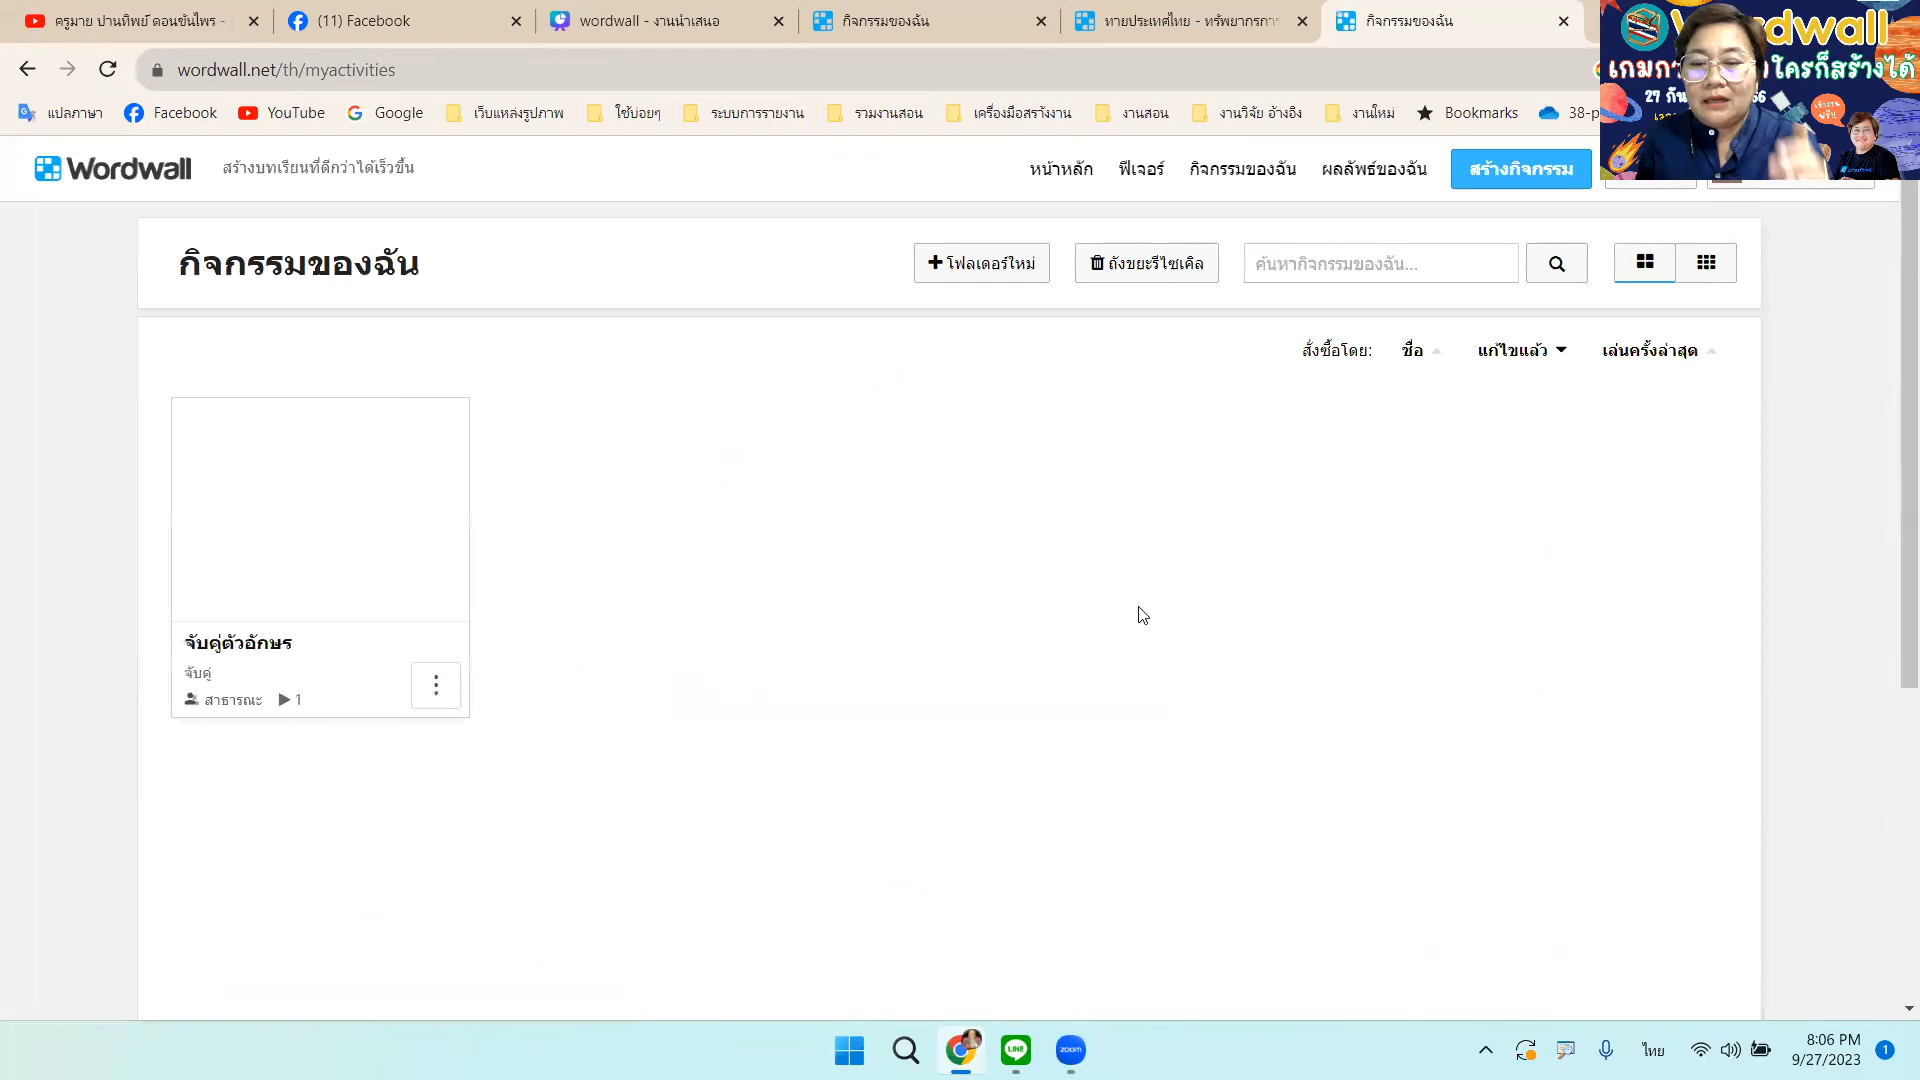 ครูมาย ปานทิพย์ ดอนขันไพร -
(11) Facebook
wordwall - งานนำเสนอ
กิจกรรมของฉัน
ทายประเทศไทย - ทรัพยากรกา
กิจกรรมของฉัน
wordwall.net/th/myactivities
แปลภาษา
Facebook
YouTube
Google
เว็บแหล่งรูปภาพ
ใช้บ่อยๆ
ระบบการรายงาน
รวมงานสอน
เครื่องมือสร้างงาน
งานสอน
งานวิจัย อ้างอิง
งานใหม่
Bookmarks
38-p
dwall
เกมกา
ใครก็สร้างได้
27 กัน
Wordwall
สร้างบทเรียนที่ดีกว่าได้เร็วขึ้น
หน้าหลัก
ฟีเจอร์
กิจกรรมของฉัน
ผลลัพธ์ของฉัน
สร้างกิจกรรม
กิจกรรมของฉัน
โฟลเดอร์ใหม่
ถังขยะรีไซเคิล
ค้นหากิจกรรมของฉัน...
สั่งซื้อโดย:
ชื่อ
แก้ไขแล้ว
เล่นครั้งล่าสุด
จับคู่ตัวอักษร
จับคู่
สาธารณะ
1
LINE
zoom
ไทย
8:06 PM
9/27/2023
1